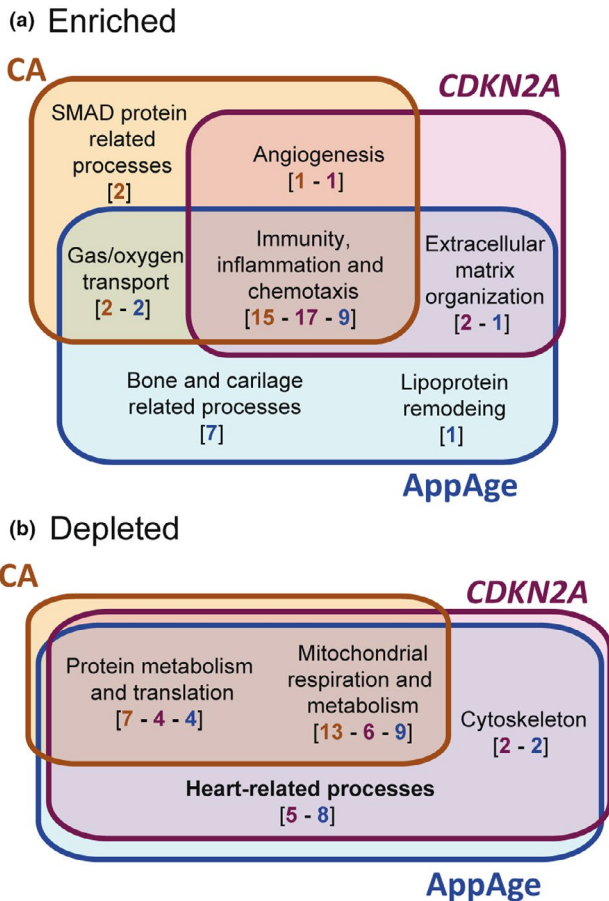 (a) Enriched
CA
CDKN2A
SMAD protein
related
processes
[2]
Angiogenesis
[1 - 1]
Gas/oxygen
transport
[2 - 2]
Immunity,
inflammation and
chemotaxis
[15 - 17 - 9]
Extracellular
matrix
organization
[2 - 1]
Bone and carilage
related processes
[7]
Lipoprotein
remodeing
[1]
AppAge
(b) Depleted
CA
CDKN2A
Protein metabolism
and translation
[7 - 4 - 4]
Mitochondrial
respiration and
metabolism
[13 - 6 - 9]
Cytoskeleton
[2 - 2]
Heart-related processes
[5 - 8]
AppAge